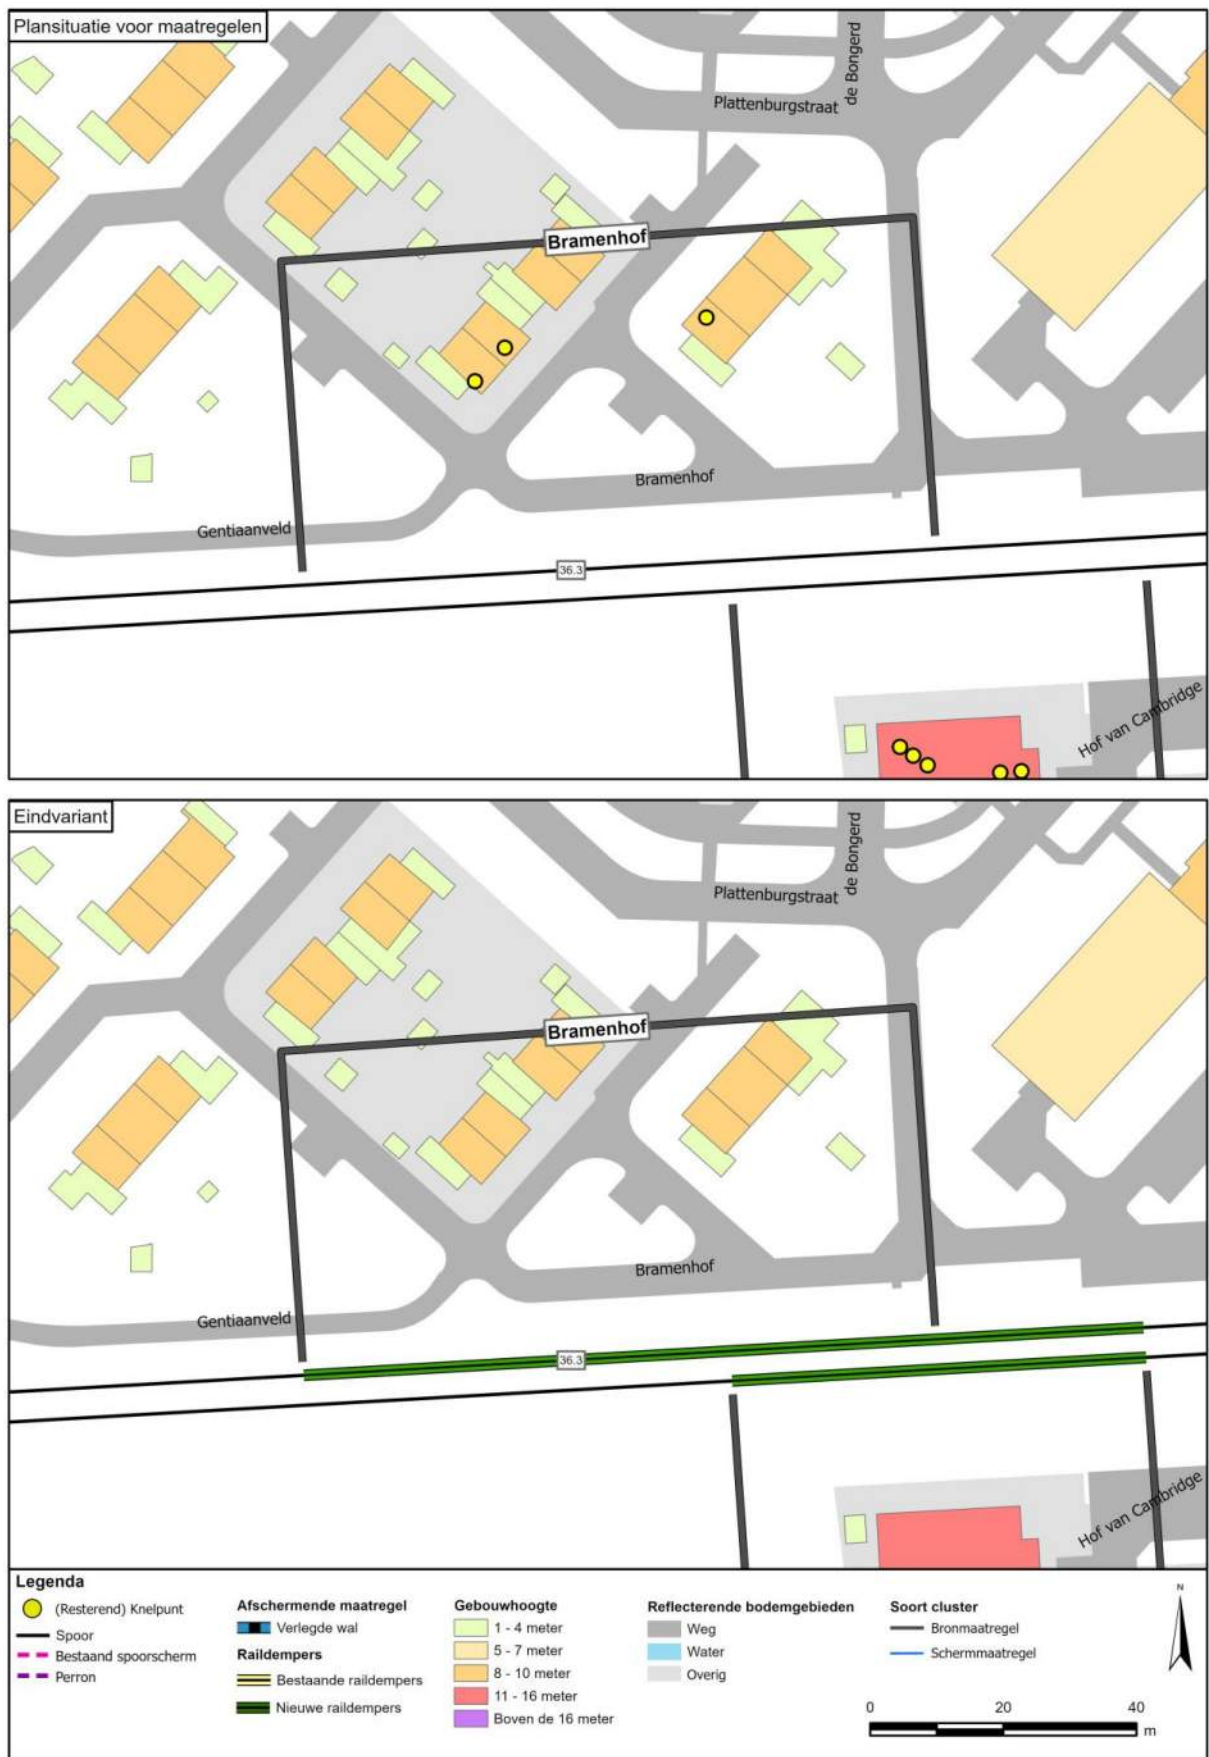 Plansituatie voor maatregelen
de Bongerd
Plattenburgstraat
Bramenhof
Bramenhof
Gentiaanveld
36.3
Hof van Cambridge
Eindvariant
de Bongerd
Plattenburgstraat
Bramenhof
Bramenhof
Gentiaanveld
36.3
Hof van Cambridge
Legenda
(Resterend) Knelpunt
Spoor
Bestaand spoorscherm
Perron
Afschermende maatregel
Verlegde wal
Raildempers
Bestaande raildempers
Nieuwe raildempers
Gebouwhoogte
1 - 4 meter
5 - 7 meter
8 - 10 meter
11 - 16 meter
Boven de 16 meter
Reflecterende bodemgebieden
Weg
Water
Overig
Soort cluster
Bronmaatregel
Schermmaatregel
N
0 20 40
m